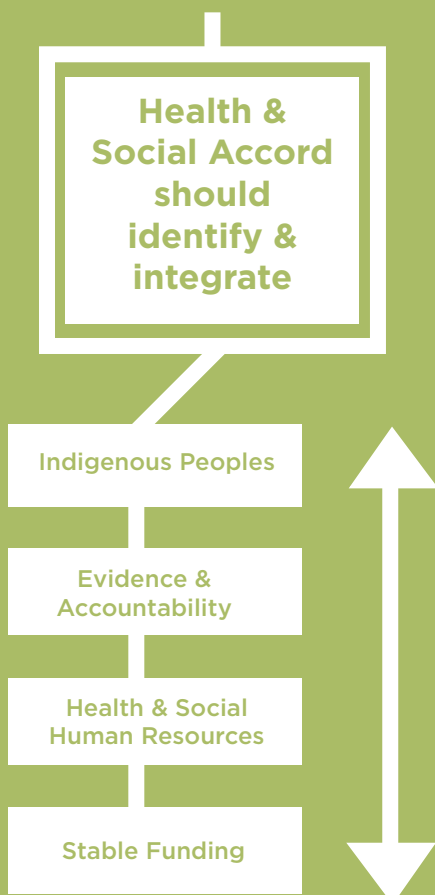 Health &
Social Accord
should
identify &
integrate
Indigenous Peoples
Evidence &
Accountability
Health & Social
Human Resources
Stable Funding